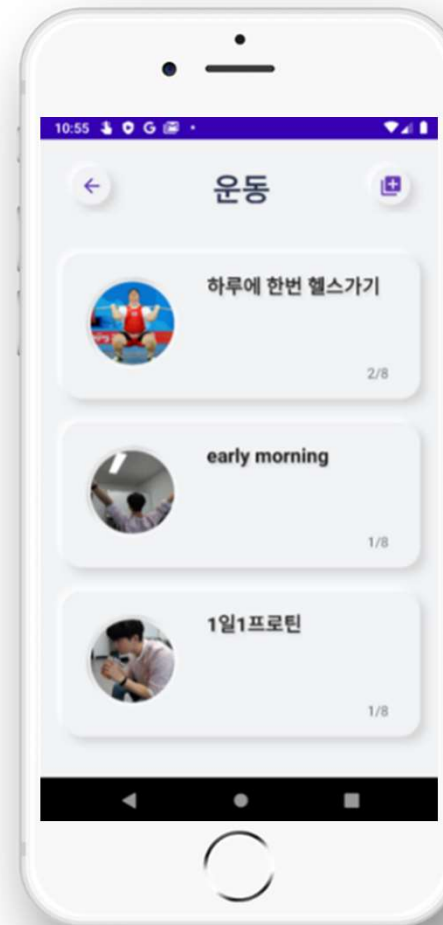 10:55
운동
하루에 한번 헬스가기
2/8
early morning
1/8
1일1프로틴
1/8